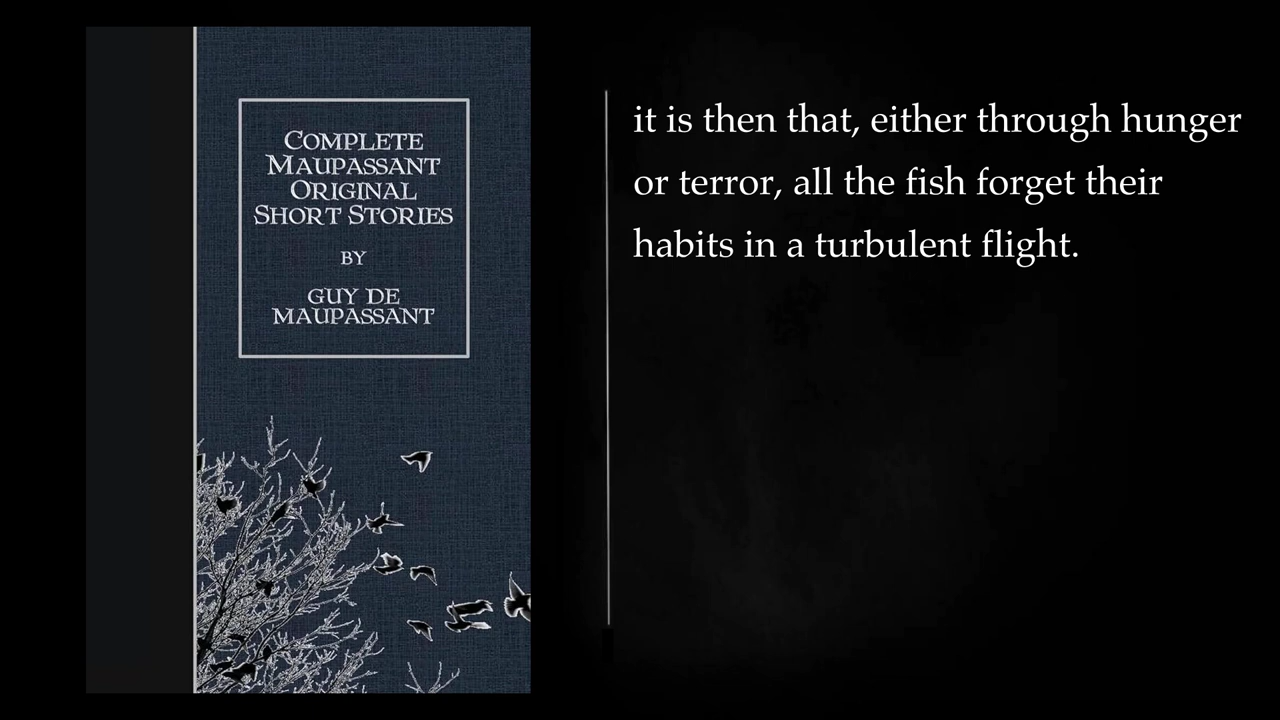 COMPLETE
MAUPASSANT
ORIGINAL
SHORT STORIES
BY
GUY DE
MAUPASSANT
it is then that, either through hunger
or terror, all the fish forget their
habits in a turbulent flight.